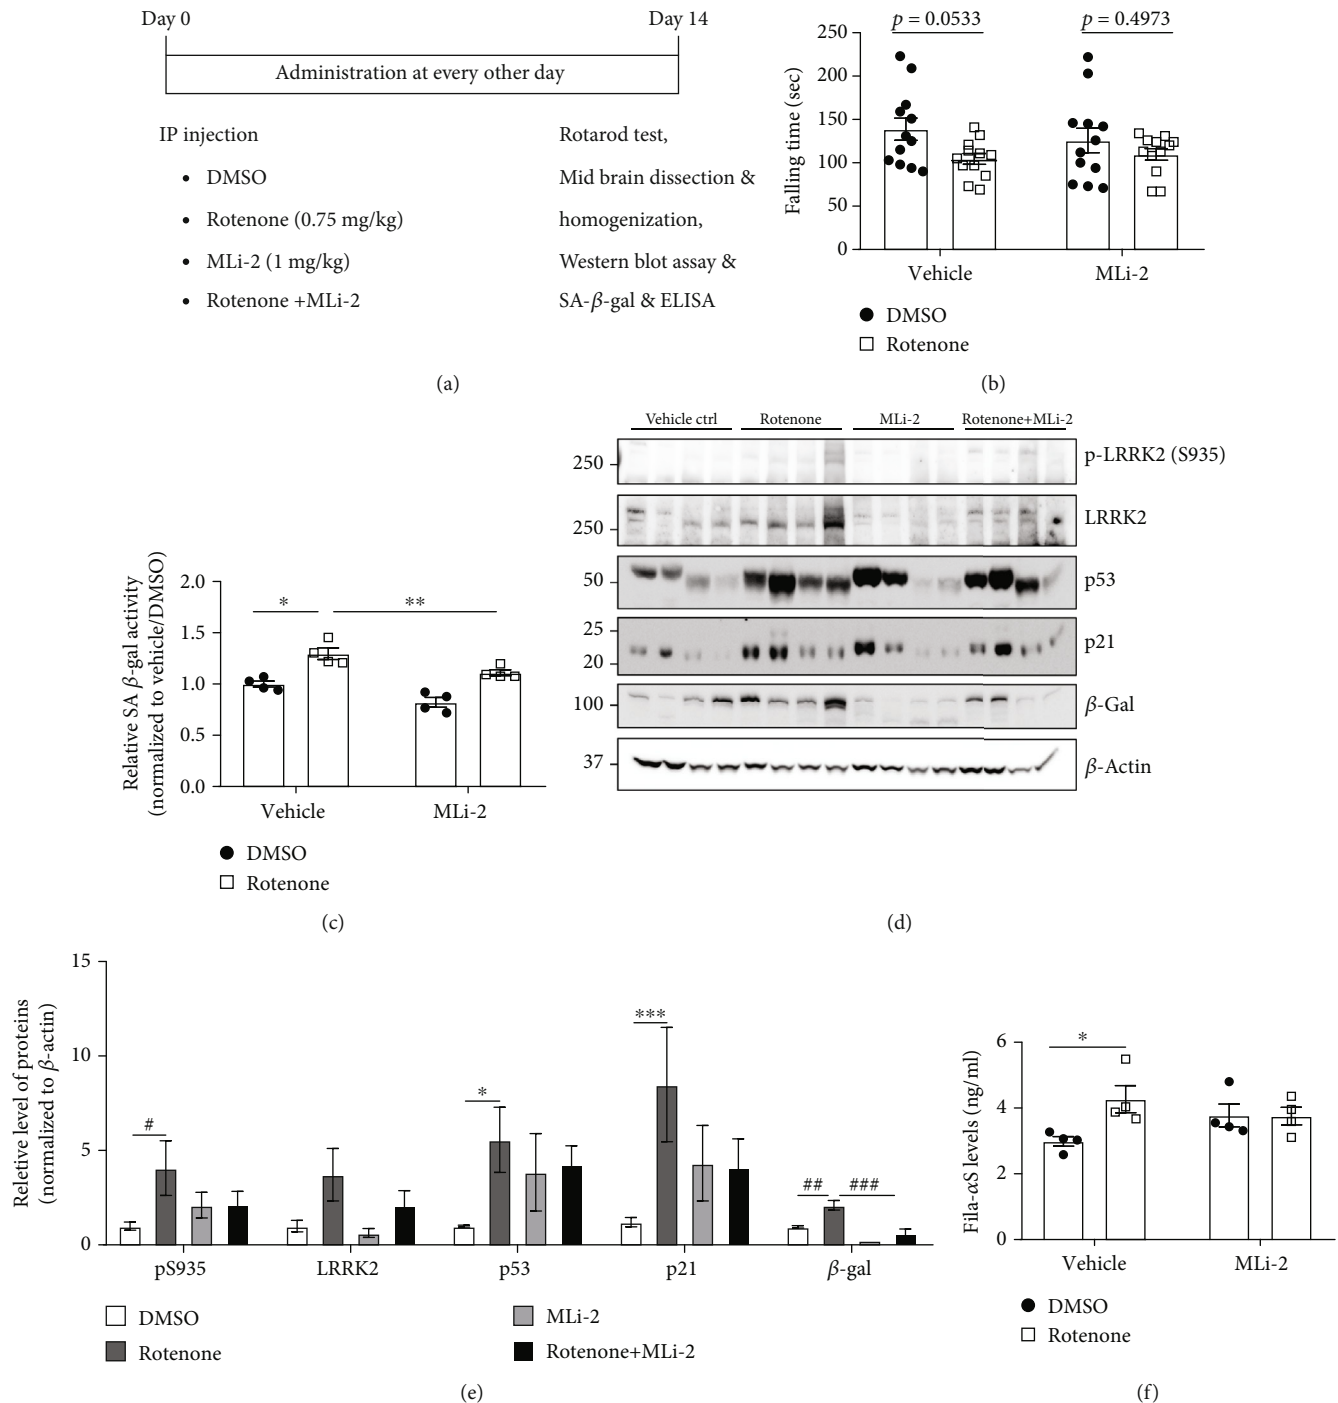 Day 0
Day 14
Administration at every other day
IP injection
• DMSO
• Rotenone (0.75 mg/kg)
• MLi-2 (1 mg/kg)
• Rotenone +MLi-2
Rotarod test,
Mid brain dissection &
homogenization,
Western blot assay &
SA-β-gal & ELISA
(a)
p = 0.0533
p = 0.4973
Falling time (sec)
250
200
150
100
50
0
Vehicle
MLi-2
DMSO
Rotenone
(b)
Relative SA β-gal activity
(normalized to vehicle/DMSO)
2.0
1.5
1.0
0.5
0.0
*
**
Vehicle
MLi-2
DMSO
Rotenone
(c)
Vehicle ctrl
Rotenone
MLi-2
Rotenone+MLi-2
250
p-LRRK2 (S935)
250
LRRK2
50
p53
25
20
p21
100
β-Gal
37
β-Actin
(d)
Reletive level of proteins
(normalized to β-actin)
15
10
5
0
#
*
***
##
###
pS935
LRRK2
p53
p21
β-gal
DMSO
Rotenone
MLi-2
Rotenone+MLi-2
(e)
Fila-αS levels (ng/ml)
6
4
2
0
*
Vehicle
MLi-2
DMSO
Rotenone
(f)